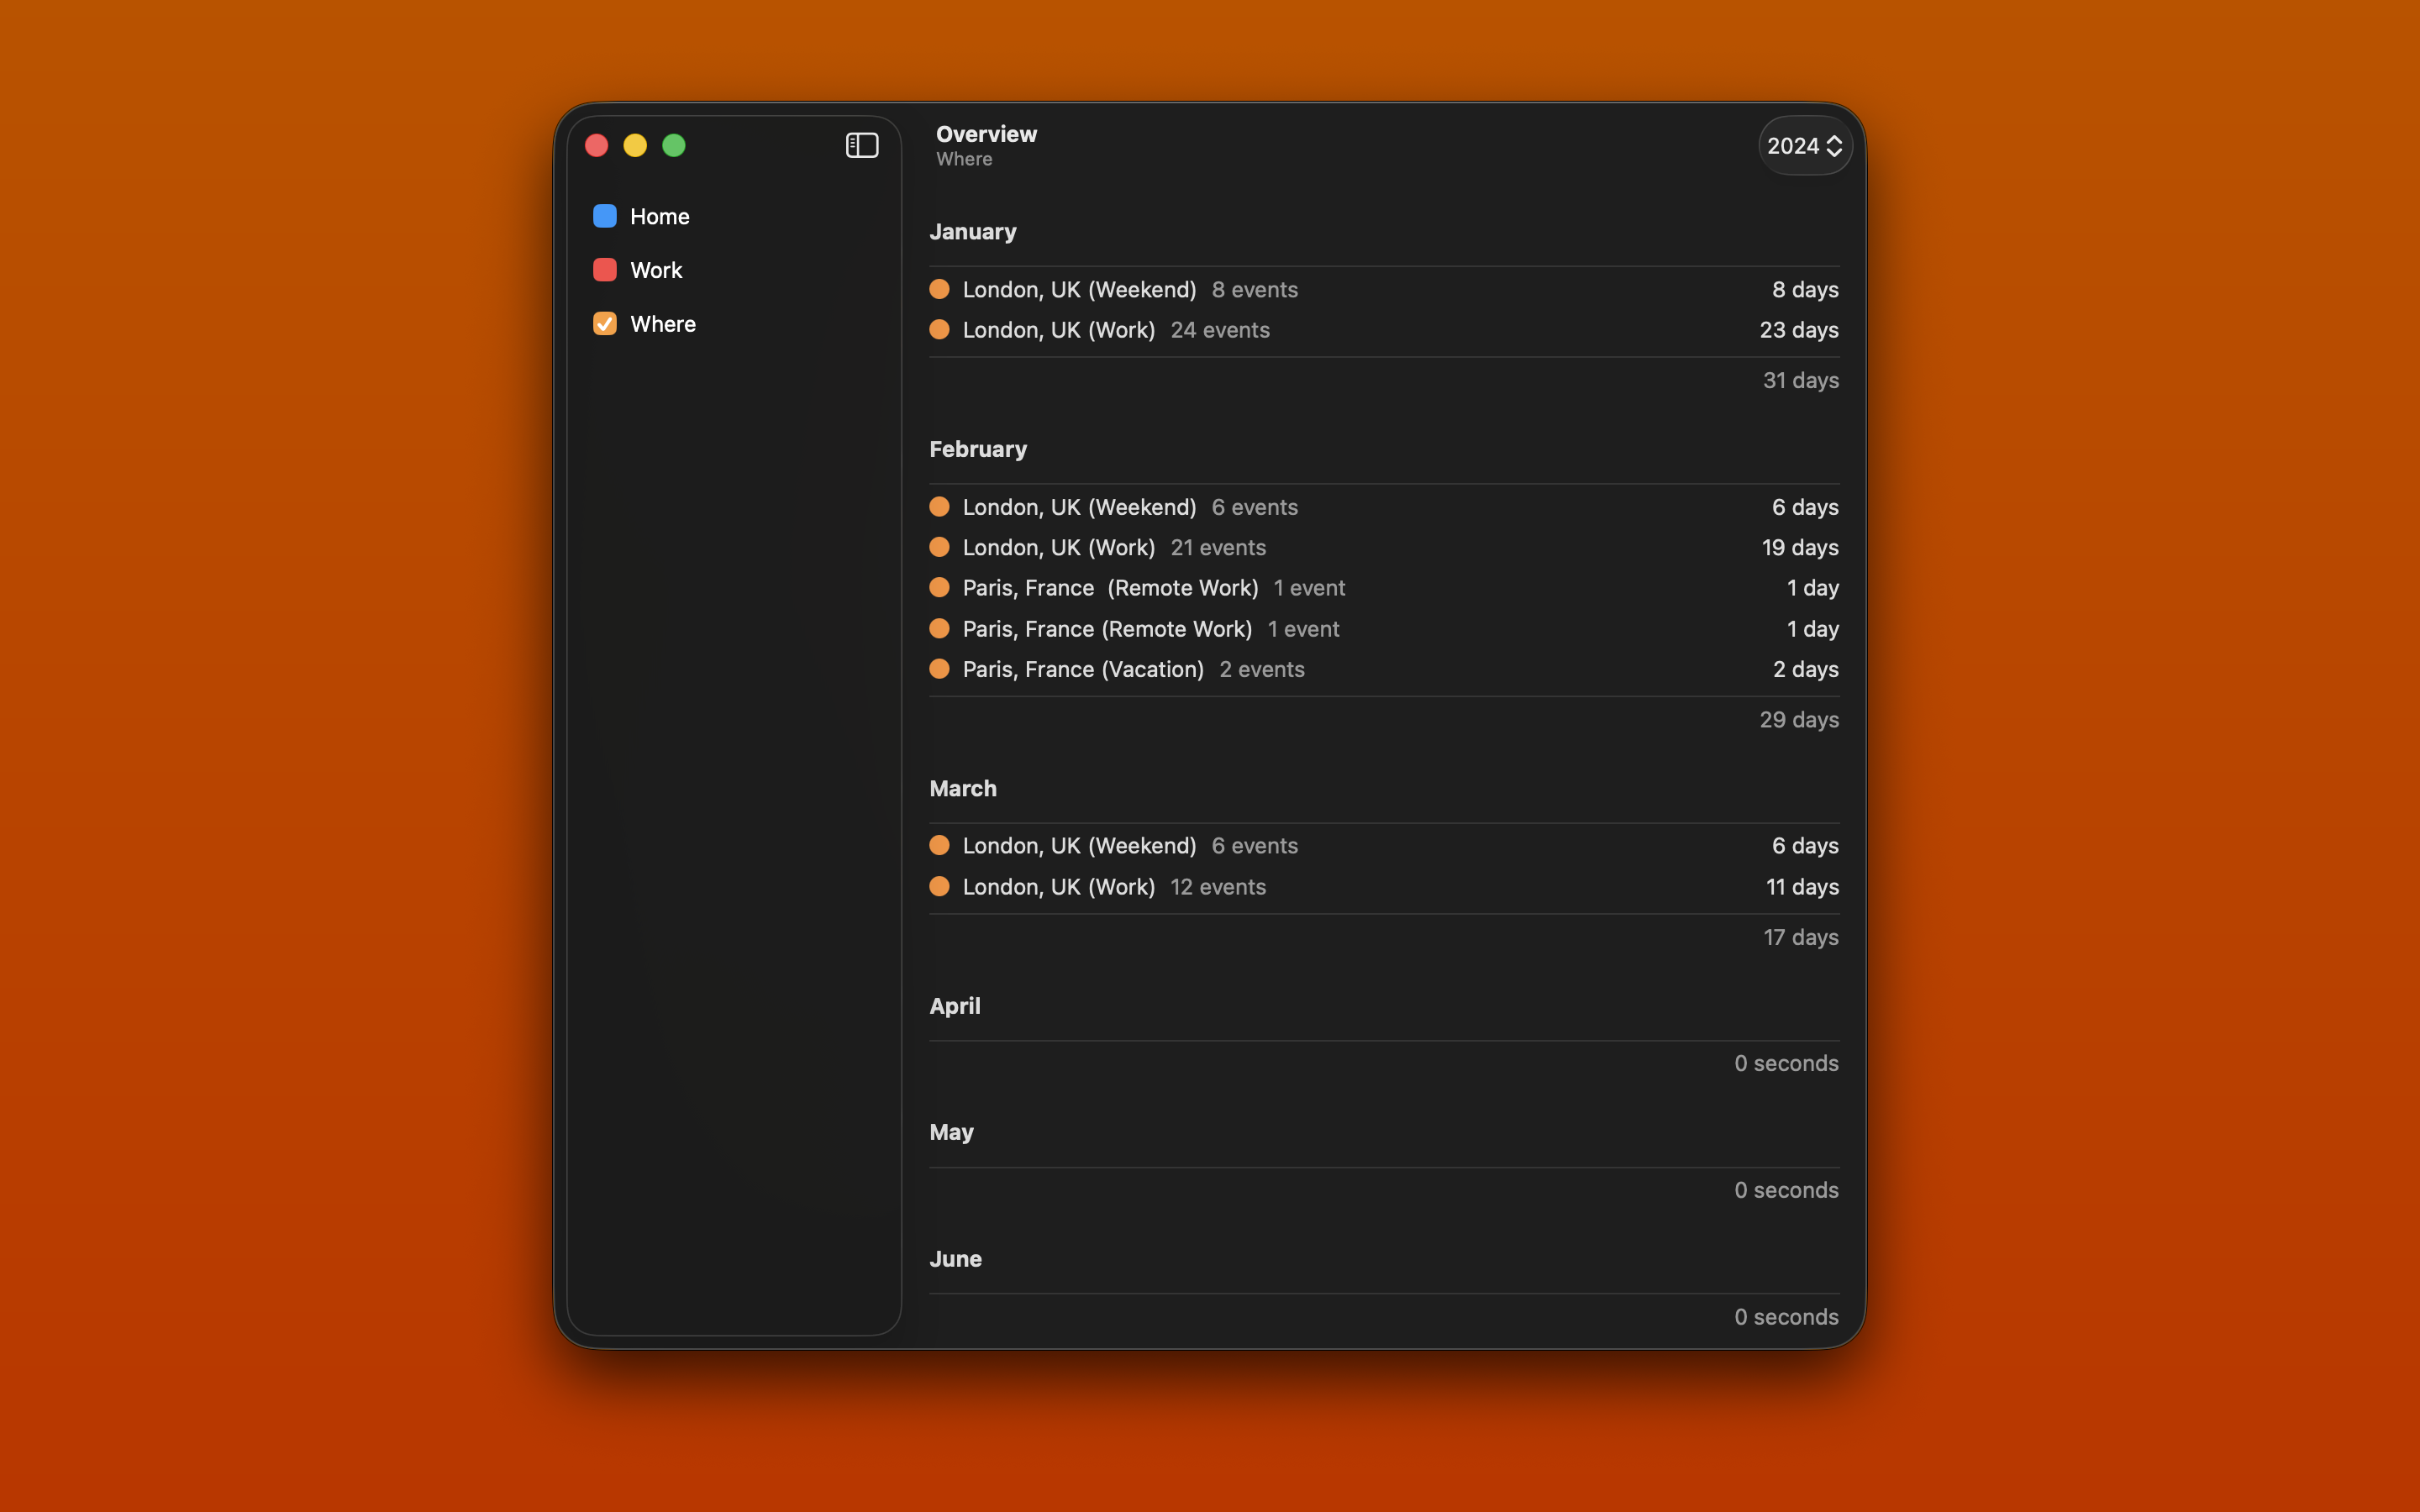 Home
Work
Where
Overview
Where
2024
January
London, UK (Weekend) 8 events 8 days
London, UK (Work) 24 events 23 days
31 days
February
London, UK (Weekend) 6 events 6 days
London, UK (Work) 21 events 19 days
Paris, France  (Remote Work) 1 event 1 day
Paris, France (Remote Work) 1 event 1 day
Paris, France (Vacation) 2 events 2 days
29 days
March
London, UK (Weekend) 6 events 6 days
London, UK (Work) 12 events 11 days
17 days
April
0 seconds
May
0 seconds
June
0 seconds